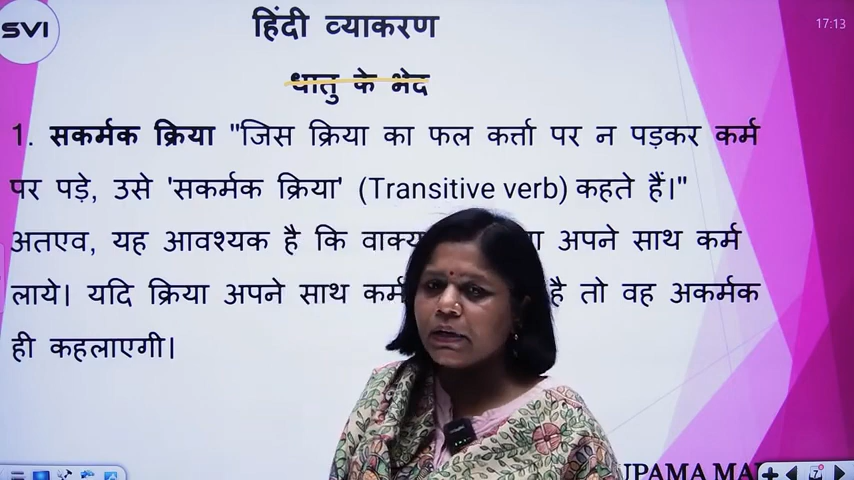 SVI
हिंदी व्याकरण
17:13
धातु के भेद
1. सकर्मक क्रिया "जिस क्रिया का फल कर्त्ता पर न पड़कर कर्म
पर पड़े, उसे 'सकर्मक क्रिया' (Transitive verb) कहते हैं।"
अतएव, यह आवश्यक है कि वाक्य अपने साथ कर्म
लाये। यदि क्रिया अपने साथ कर्म है तो वह अकर्मक
ही कहलाएगी।
UPAMA MA